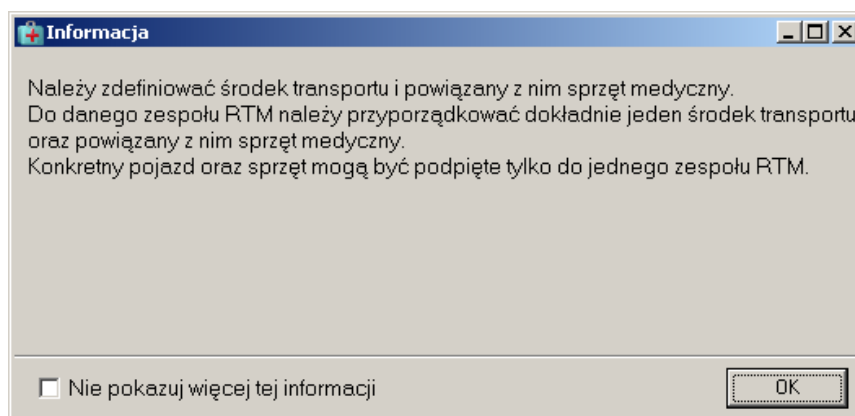 Informacja
Należy zdefiniować środek transportu i powiązany z nim sprzęt medyczny.
Do danego zespołu RTM należy przyporządkować dokładnie jeden środek transportu
oraz powiązany z nim sprzęt medyczny.
Konkretny pojazd oraz sprzęt mogą być podpięte tylko do jednego zespołu RTM.
Nie pokazuj więcej tej informacji
OK